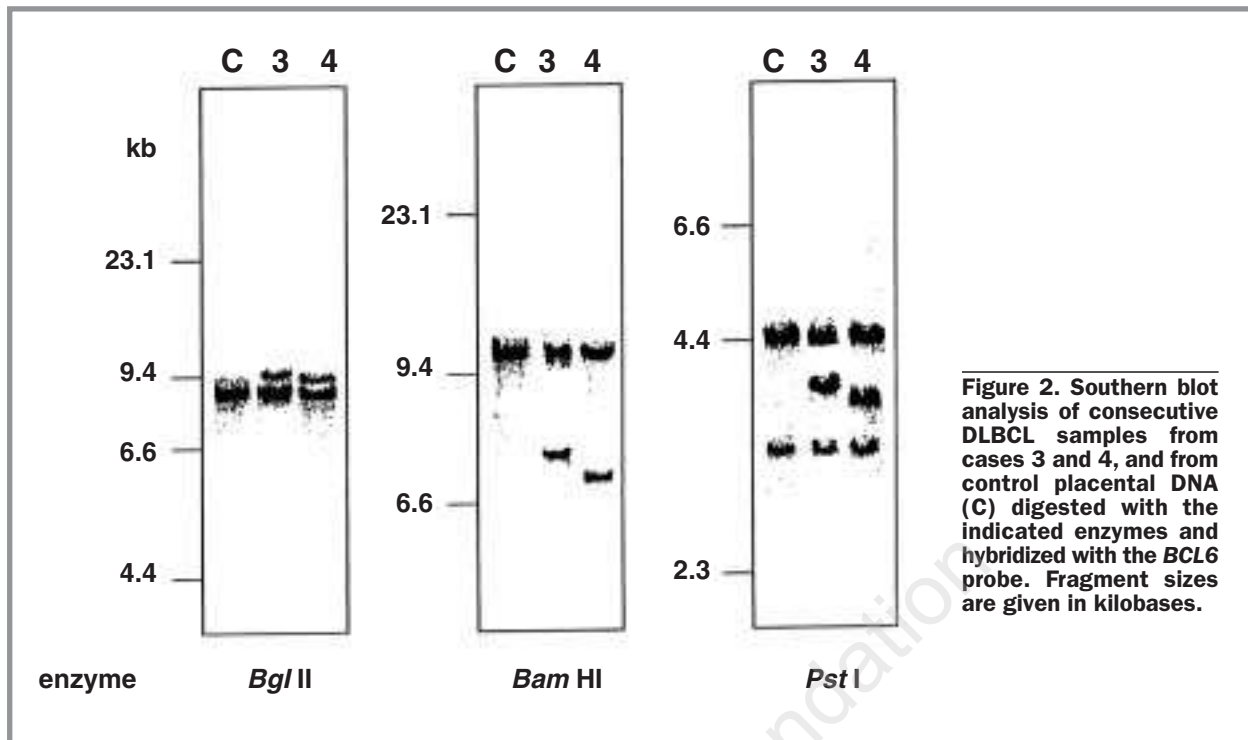 C 3 4
C 3 4
C 3 4
kb
23.1
9.4
6.6
4.4
23.1
9.4
6.6
6.6
4.4
2.3
enzyme
Bgl II
Bam HI
Pst I
Figure 2. Southern blot
analysis of consecutive
DLBCL samples from
cases 3 and 4, and from
control placental DNA
(C) digested with the
indicated enzymes and
hybridized with the BCL6
probe. Fragment sizes
are given in kilobases.